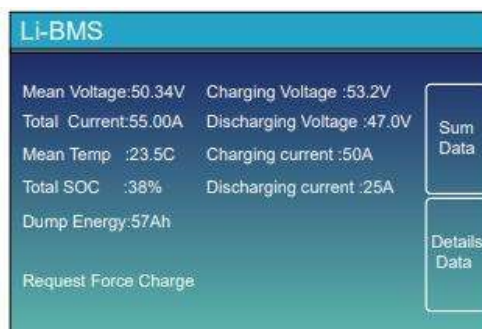 Li-BMS
Mean Voltage:50.34V Charging Voltage :53.2V
Total Current:55.00A Discharging Voltage :47.0V
Mean Temp :23.5C Charging current :50A
Total SOC :38% Discharging current :25A
Dump Energy:57Ah
Request Force Charge
Sum
Data
Details
Data